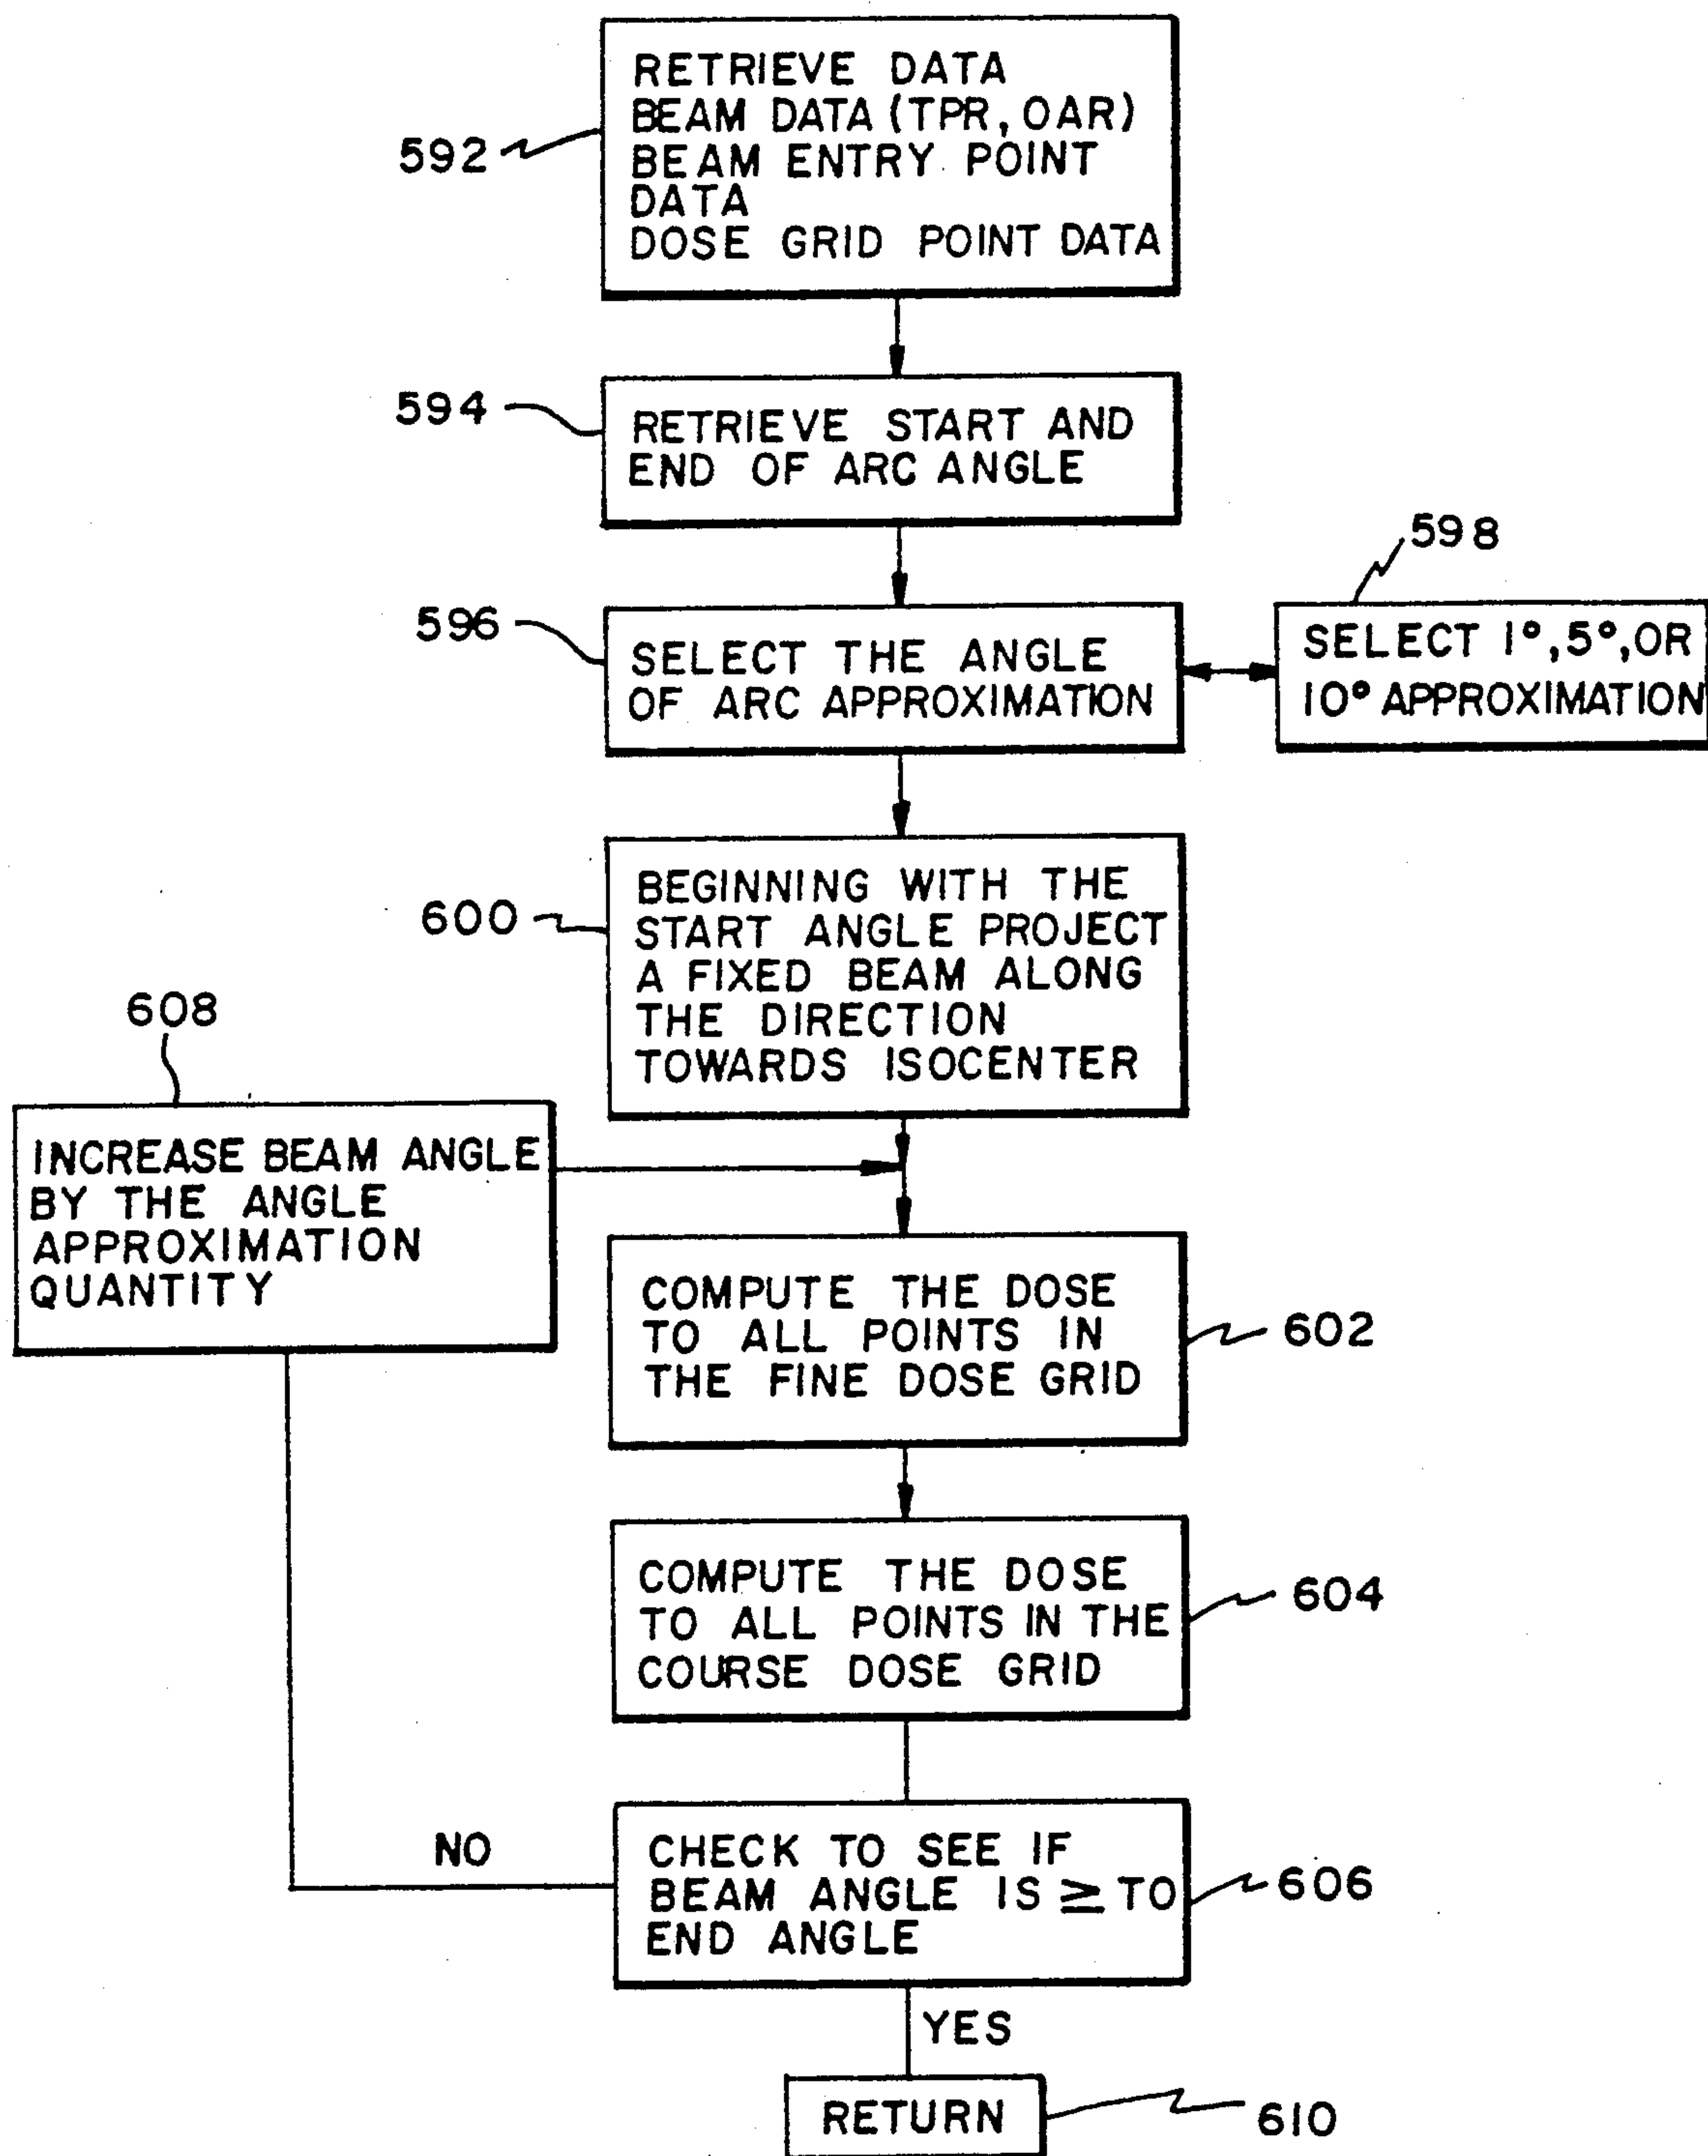 RETRIEVE DATA
BEAM DATA (TPR, OAR)
BEAM ENTRY POINT
DATA
DOSE GRID POINT DATA
592
594
RETRIEVE START AND
END OF ARC ANGLE
596
SELECT THE ANGLE
OF ARC APPROXIMATION
598
SELECT 1°, 5°, OR
10° APPROXIMATION
600
BEGINNING WITH THE
START ANGLE PROJECT
A FIXED BEAM ALONG
THE DIRECTION
TOWARDS ISOCENTER
608
INCREASE BEAM ANGLE
BY THE ANGLE
APPROXIMATION
QUANTITY
COMPUTE THE DOSE
TO ALL POINTS IN
THE FINE DOSE GRID
602
COMPUTE THE DOSE
TO ALL POINTS IN THE
COURSE DOSE GRID
604
NO
CHECK TO SEE IF
BEAM ANGLE IS ≥ TO
END ANGLE
606
YES
RETURN
610